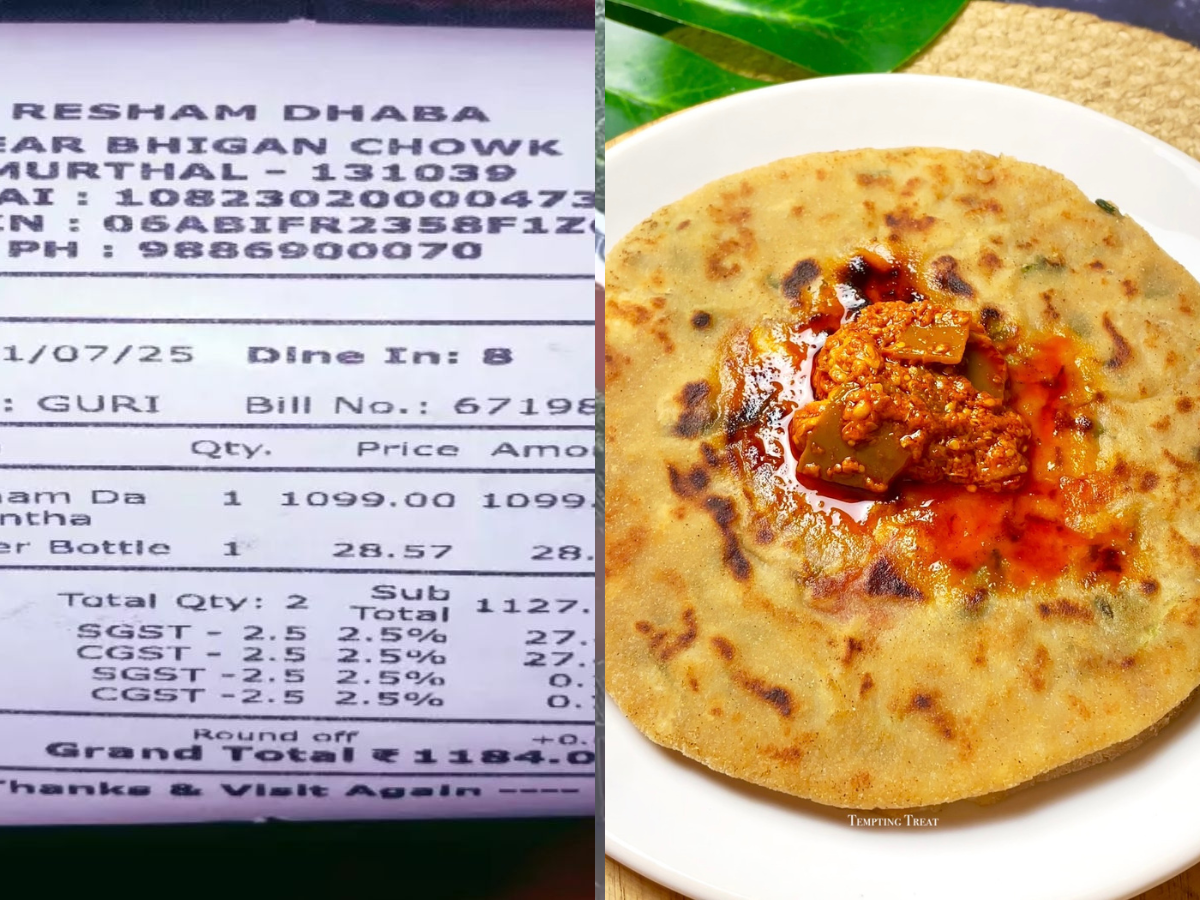 RESHAM DHABA
EAR BHIGAN CHOWK
MURTHAL - 131039
AI : 10823020000473
IN : 06ABIFR2358F1Z
PH : 9886900070
1/07/25 Dine In: 8
: GURI Bill No.: 67198
Qty. Price Amo
am Da 1 1099.00 1099.
ntha
er Bottle 1 28.57 28.
Total Qty: 2 Sub Total 1127.
SGST - 2.5 2.5% 27.
CGST - 2.5 2.5% 27.
SGST -2.5 2.5% 0.
CGST -2.5 2.5% 0.
Round off +0.
Grand Total ₹ 1184.0
Thanks & Visit Again ----
TEMPTING TREAT